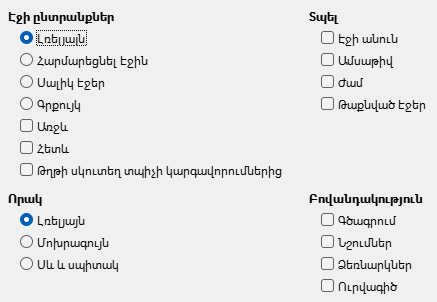 Էջի ընտրանքներ
Լռելյայն
Հարմարեցնել Էջին
Սալիկ Էջեր
Գրքույկ
Առջև
Հետև
Թղթի սկուտեղ տպիչի կարգավորումներից
Տպել
Էջի անուն
Ամսաթիվ
Ժամ
Թաքնված Էջեր
Որակ
Լռելյայն
Մոխրագույն
Սև և սպիտակ
Բովանդակություն
Գծագրում
Նշումներ
Ձեռնարկներ
Ուրվագիծ